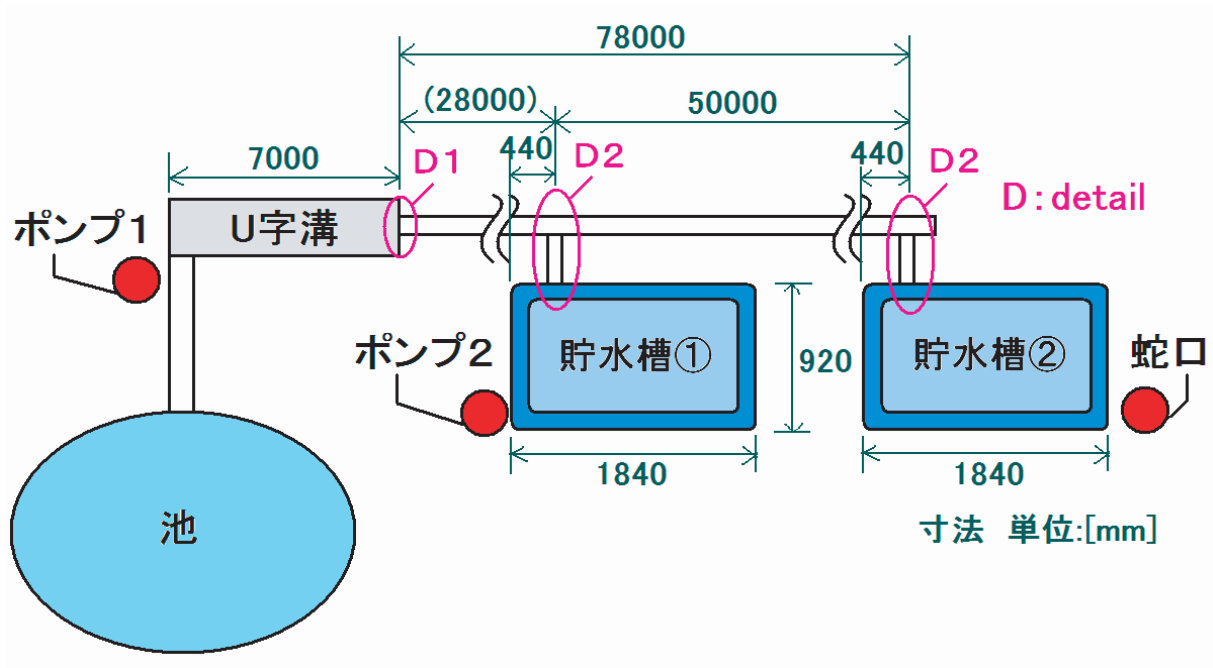 78000
(28000)
50000
7000
D1
440
D2
440
D2
D:detail
ポンプ1
U字溝
ポンプ2
貯水槽①
920
貯水槽②
蛇口
1840
1840
池
寸法 単位:[mm]